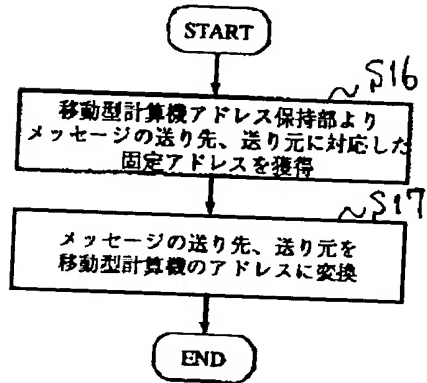 START
S16
移動型計算機アドレス保持部より
メッセージの送り先、送り元に対応した
固定アドレスを獲得
S17
メッセージの送り先、送り元を
移動型計算機のアドレスに変換
END